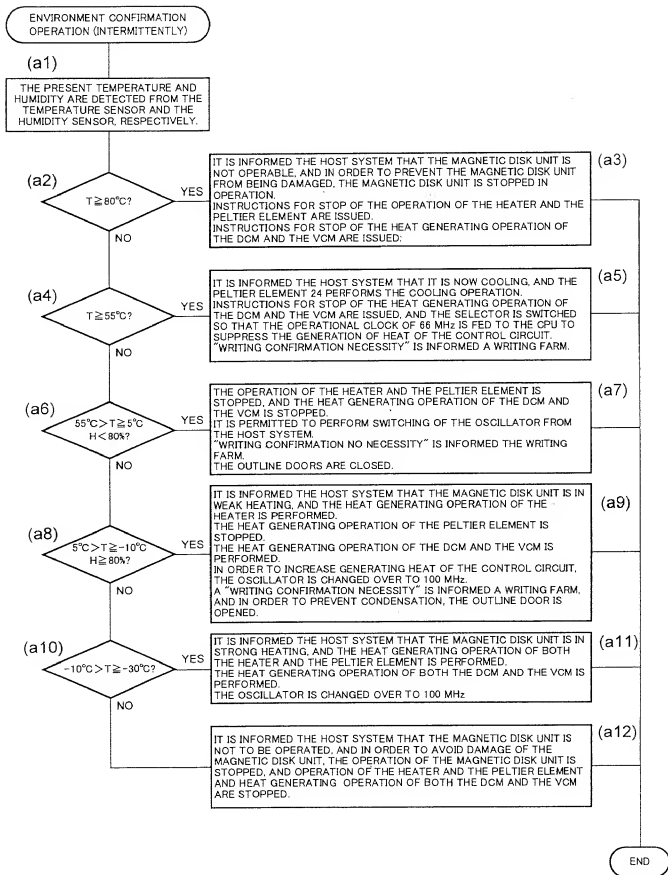 ENVIRONMENT CONFIRMATION
OPERATION (INTERMITTENTLY)
(a1)
THE PRESENT TEMPERATURE AND
HUMIDITY ARE DETECTED FROM THE
TEMPERATURE SENSOR AND THE
HUMIDITY SENSOR, RESPECTIVELY.
(a2)
T≧80°C?
YES
NO
(a3)
IT IS INFORMED THE HOST SYSTEM THAT THE MAGNETIC DISK UNIT IS
NOT OPERABLE, AND IN ORDER TO PREVENT THE MAGNETIC DISK UNIT
FROM BEING DAMAGED, THE MAGNETIC DISK UNIT IS STOPPED IN
OPERATION.
INSTRUCTIONS FOR STOP OF THE OPERATION OF THE HEATER AND THE
PELTIER ELEMENT ARE ISSUED.
INSTRUCTIONS FOR STOP OF THE HEAT GENERATING OPERATION OF
THE DCM AND THE VCM ARE ISSUED:
(a4)
T≧55°C?
YES
NO
(a5)
IT IS INFORMED THE HOST SYSTEM THAT IT IS NOW COOLING, AND THE
PELTIER ELEMENT 24 PERFORMS THE COOLING OPERATION.
INSTRUCTIONS FOR STOP OF THE HEAT GENERATING OPERATION OF
THE DCM AND THE VCM ARE ISSUED, AND THE SELECTOR IS SWITCHED
SO THAT THE OPERATIONAL CLOCK OF 66 MHz IS FED TO THE CPU TO
SUPPRESS THE GENERATION OF HEAT OF THE CONTROL CIRCUIT.
"WRITING CONFIRMATION NECESSITY" IS INFORMED A WRITING FARM.
(a6)
55°C>T≧5°C
H<80%?
YES
NO
(a7)
THE OPERATION OF THE HEATER AND THE PELTIER ELEMENT IS
STOPPED, AND THE HEAT GENERATING OPERATION OF THE DCM AND
THE VCM IS STOPPED.
IT IS PERMITTED TO PERFORM SWITCHING OF THE OSCILLATOR FROM
THE HOST SYSTEM.
"WRITING CONFIRMATION NO NECESSITY" IS INFORMED THE WRITING
FARM.
THE OUTLINE DOORS ARE CLOSED.
(a8)
5°C>T≧-10°C
H≧80%?
YES
NO
(a9)
IT IS INFORMED THE HOST SYSTEM THAT THE MAGNETIC DISK UNIT IS IN
WEAK HEATING, AND THE HEAT GENERATING OPERATION OF THE
HEATER IS PERFORMED.
THE HEAT GENERATING OPERATION OF THE PELTIER ELEMENT IS
STOPPED.
THE HEAT GENERATING OPERATION OF THE DCM AND THE VCM IS
PERFORMED.
IN ORDER TO INCREASE GENERATING HEAT OF THE CONTROL CIRCUIT,
THE OSCILLATOR IS CHANGED OVER TO 100 MHz.
A "WRITING CONFIRMATION NECESSITY" IS INFORMED A WRITING FARM,
AND IN ORDER TO PREVENT CONDENSATION, THE OUTLINE DOOR IS
OPENED.
(a10)
-10°C>T≧-30°C?
YES
NO
(a11)
IT IS INFORMED THE HOST SYSTEM THAT THE MAGNETIC DISK UNIT IS IN
STRONG HEATING, AND THE HEAT GENERATING OPERATION OF BOTH
THE HEATER AND THE PELTIER ELEMENT IS PERFORMED.
THE HEAT GENERATING OPERATION OF BOTH THE DCM AND THE VCM IS
PERFORMED.
THE OSCILLATOR IS CHANGED OVER TO 100 MHz
(a12)
IT IS INFORMED THE HOST SYSTEM THAT THE MAGNETIC DISK UNIT IS
NOT TO BE OPERATED, AND IN ORDER TO AVOID DAMAGE OF THE
MAGNETIC DISK UNIT, THE OPERATION OF THE MAGNETIC DISK UNIT IS
STOPPED, AND OPERATION OF THE HEATER AND THE PELTIER ELEMENT
AND HEAT GENERATING OPERATION OF BOTH THE DCM AND THE VCM
ARE STOPPED.
END